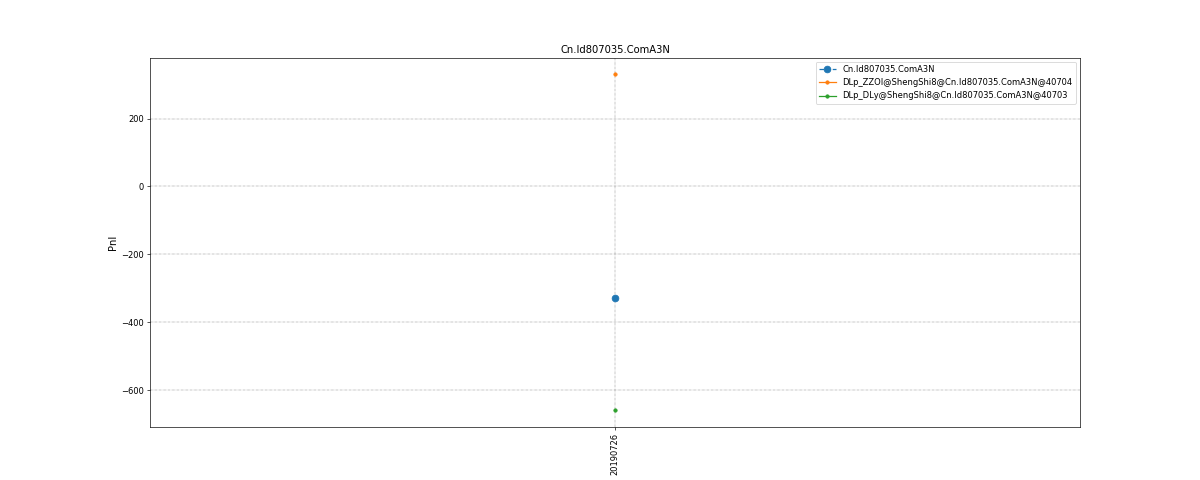 Cn.Id807035.ComA3N
Cn.Id807035.ComA3N
DLp_ZZOI@ShengShi8@Cn.Id807035.ComA3N@40704
DLp_DLy@ShengShi8@Cn.Id807035.ComA3N@40703
200
0
−200
−400
−600
Pnl
20190726